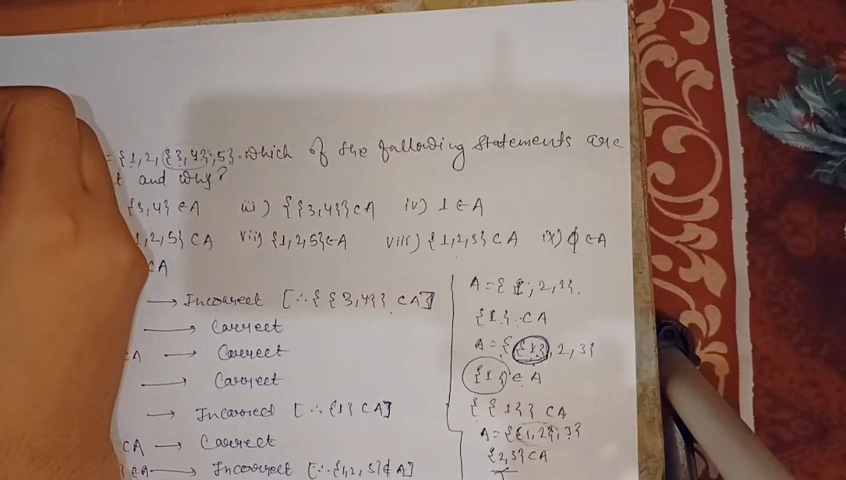 = {1, 2, {3, 4}, 5}. which of the following statements are
t and why?
{3, 4} ∈ A iii) {{3, 4}} ⊂ A iv) 1 ∈ A
1, 2, 5} ⊂ A vii) {1, 2, 5} ∈ A viii) {1, 2, 3} ⊂ A ix) ϕ ∈ A
⊂ A
→ Incorrect [∵ {{3, 4}} ⊂ A]
→ Correct
⊂ A → Correct
→ Correct
→ Incorrect [∵ {1} ⊂ A]
⊂ A → Correct
} ∈ A → Incorrect [∵ {1, 2, 5} ∉ A]
A = { 1, 2, 3}.
{1} ⊂ A
A = { {1}, 2, 3}
{1} ∈ A
{ {1}} ⊂ A
A = {{1, 2}, 3}
{2, 3} ⊂ A